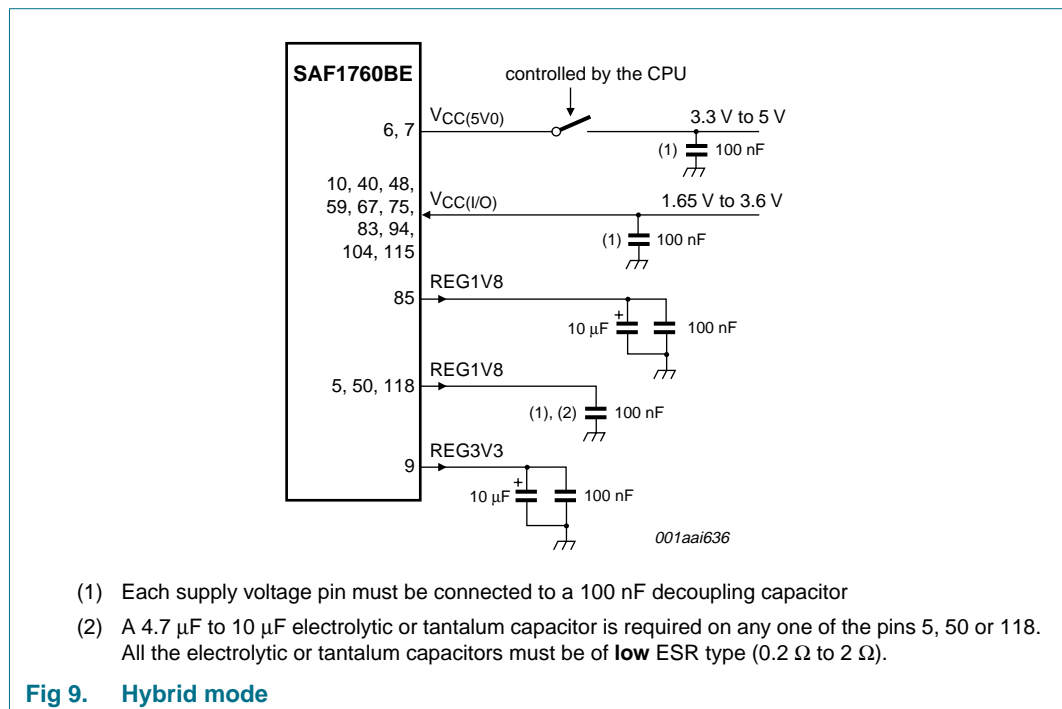 SAF1760BE
controlled by the CPU
6, 7
VCC(5V0)
3.3 V to 5 V
(1)
100 nF
10, 40, 48,
59, 67, 75,
83, 94,
104, 115
VCC(I/O)
1.65 V to 3.6 V
(1)
100 nF
85
REG1V8
+
10 μF
100 nF
5, 50, 118
REG1V8
(1), (2)
100 nF
9
REG3V3
+
10 μF
100 nF
001aai636
(1) Each supply voltage pin must be connected to a 100 nF decoupling capacitor
(2) A 4.7 μF to 10 μF electrolytic or tantalum capacitor is required on any one of the pins 5, 50 or 118.
All the electrolytic or tantalum capacitors must be of low ESR type (0.2 Ω to 2 Ω).
Fig 9. Hybrid mode